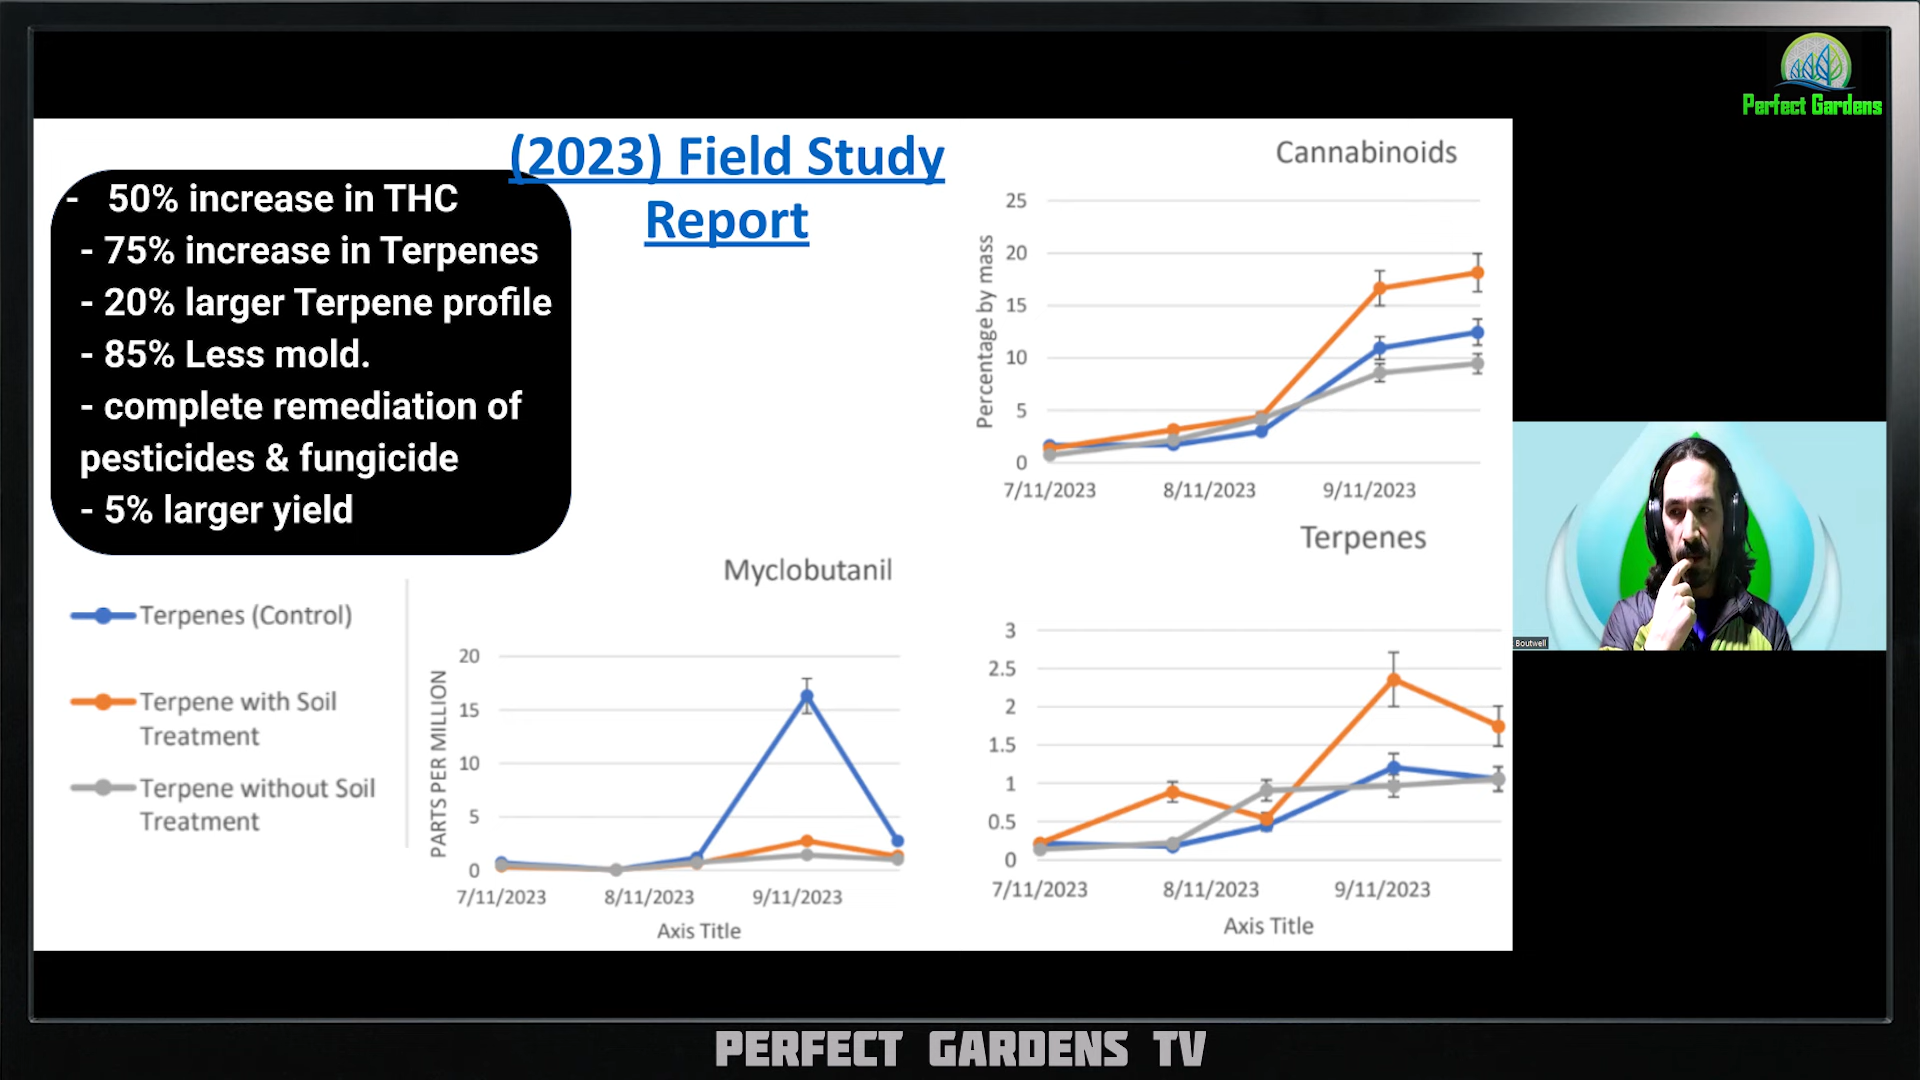 Perfect Gardens
(2023) Field Study
Report
- 50% increase in THC
- 75% increase in Terpenes
- 20% larger Terpene profile
- 85% Less mold.
- complete remediation of
pesticides & fungicide
- 5% larger yield
Terpenes (Control)
Terpene with Soil
Treatment
Terpene without Soil
Treatment
Myclobutanil
PARTS PER MILLION
20
15
10
5
0
7/11/2023 8/11/2023 9/11/2023
Axis Title
Cannabinoids
Percentage by mass
25
20
15
10
5
0
7/11/2023 8/11/2023 9/11/2023
Terpenes
3
2.5
2
1.5
1
0.5
0
7/11/2023 8/11/2023 9/11/2023
Axis Title
Boutwell
PERFECT GARDENS TV